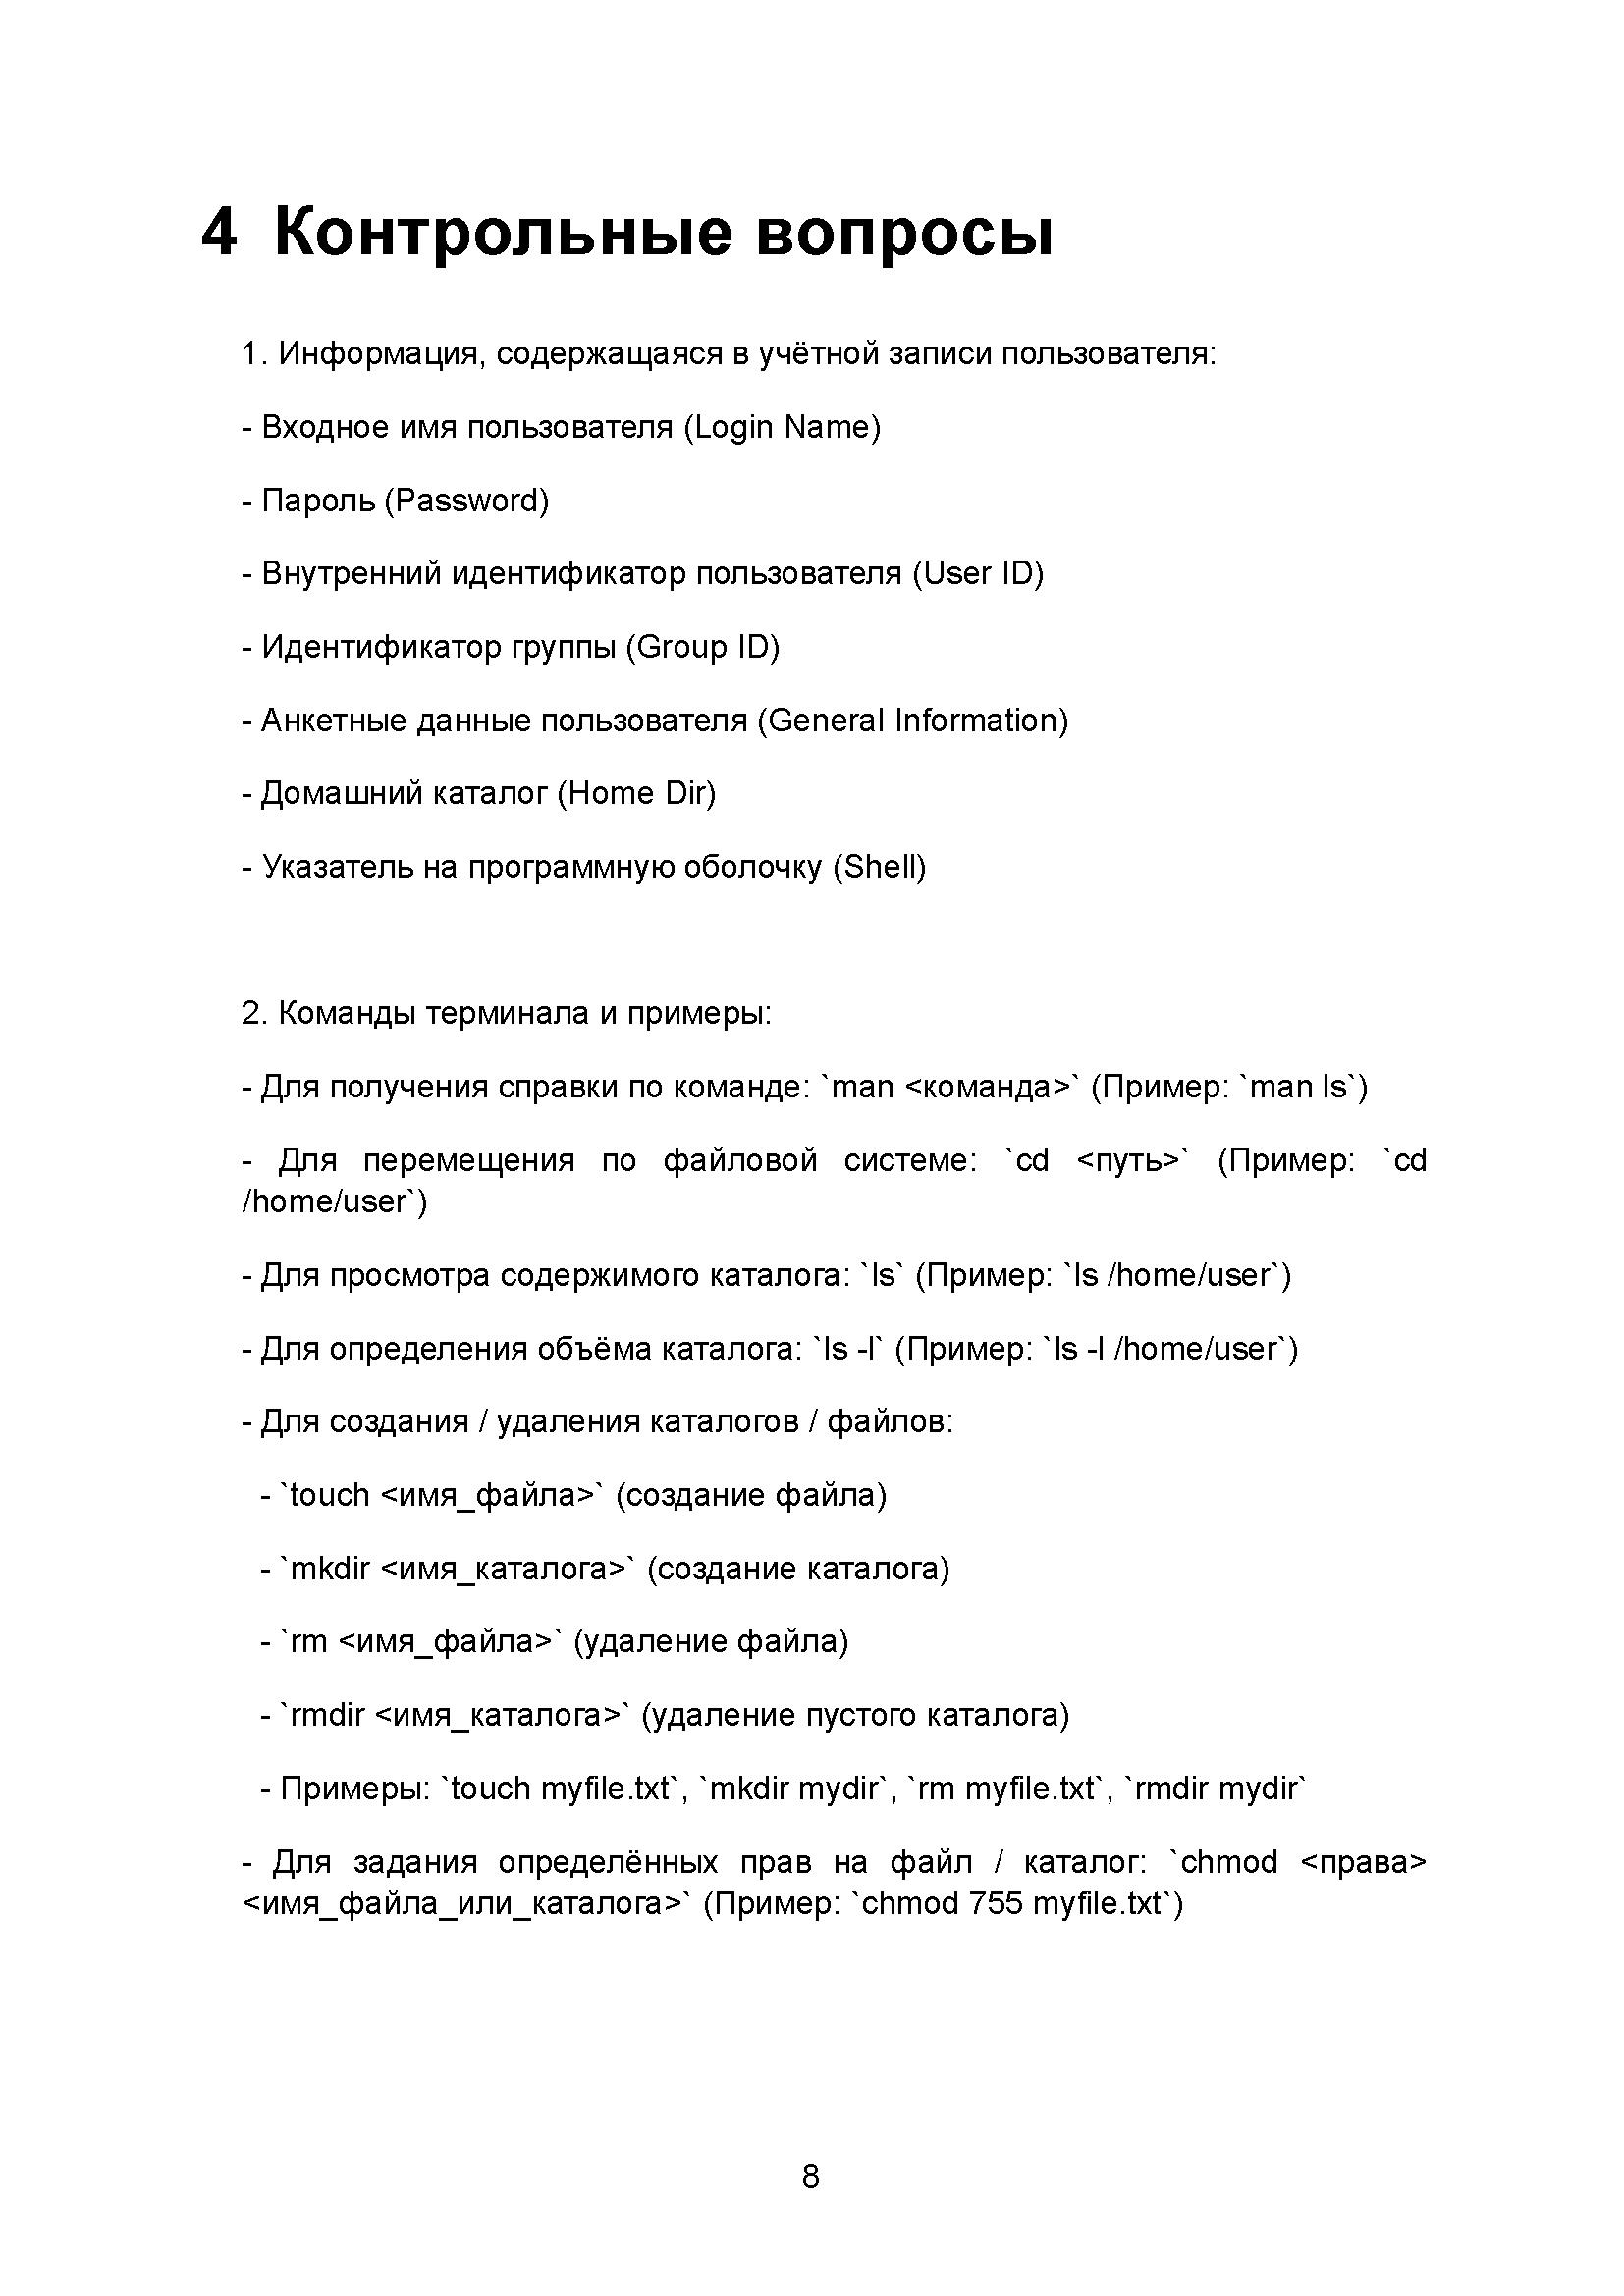 4 Контрольные вопросы
1. Информация, содержащаяся в учётной записи пользователя:
- Входное имя пользователя (Login Name)
- Пароль (Password)
- Внутренний идентификатор пользователя (User ID)
- Идентификатор группы (Group ID)
- Анкетные данные пользователя (General Information)
- Домашний каталог (Home Dir)
- Указатель на программную оболочку (Shell)
2. Команды терминала и примеры:
- Для получения справки по команде: `man <команда>` (Пример: `man ls`)
- Для перемещения по файловой системе: `cd <путь>` (Пример: `cd
/home/user`)
- Для просмотра содержимого каталога: `ls` (Пример: `ls /home/user`)
- Для определения объёма каталога: `ls -l` (Пример: `ls -l /home/user`)
- Для создания / удаления каталогов / файлов:
- `touch <имя_файла>` (создание файла)
- `mkdir <имя_каталога>` (создание каталога)
- `rm <имя_файла>` (удаление файла)
- `rmdir <имя_каталога>` (удаление пустого каталога)
- Примеры: `touch myfile.txt`, `mkdir mydir`, `rm myfile.txt`, `rmdir mydir`
- Для задания определённых прав на файл / каталог: `chmod <права>
<имя_файла_или_каталога>` (Пример: `chmod 755 myfile.txt`)
8